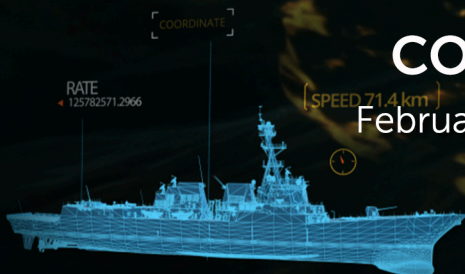 COORDINATE
CO
RATE
125782571.2966
SPEED 71.4 km
Februa